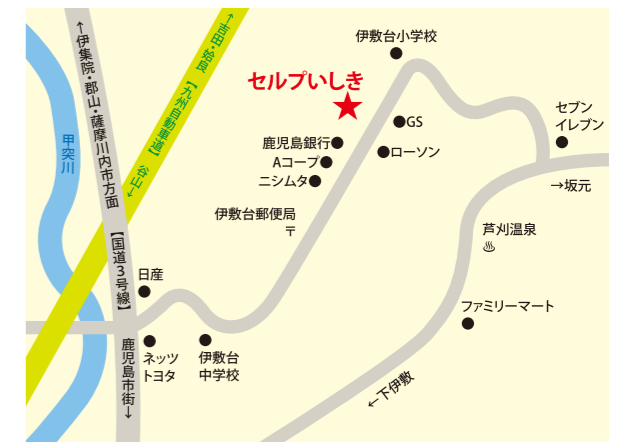 ←吉田・姶良 【九州自動車道】 谷山→
←伊集院・郡山・薩摩川内市方面
【国道3号線】
鹿児島市街→
甲突川
伊敷台小学校
セルプいしき
GS
ローソン
鹿児島銀行
Aコープ
ニシムタ
伊敷台郵便局
〒
セブン
イレブン
→坂元
芦刈温泉
♨
ファミリーマート
←下伊敷
日産
ネッツ
トヨタ
伊敷台
中学校